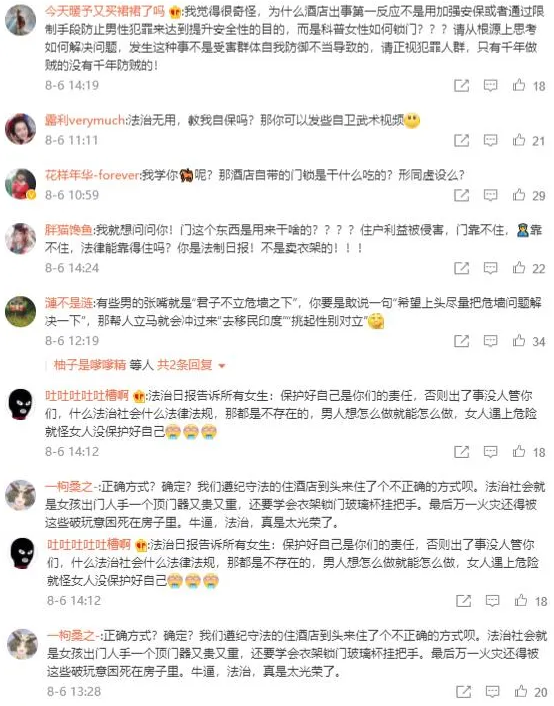 今天暖予又买裙裙了吗:我觉得很奇怪，为什么酒店出事第一反应不是用加强安保或者通过限
制手段防止男性犯罪来达到提升安全性的目的，而是科普女性如何锁门？？？请从根源上思考
如何解决问题，发生这种事不是受害群体自我防御不当导致的，请正视犯罪人群，只有千年做
贼的没有千年防贼的！
8-6 14:19
18
露利verymuch:法治无用，教我自保吗？那你可以发些自卫武术视频
8-6 11:11
21
花样年华-forever:我学你呢？那酒店自带的门锁是干什么吃的？形同虚设么？
8-6 10:59
29
胖猫馋鱼:我就想问问你！门这个东西是用来干啥的？？？？住户利益被侵害，门靠不住，靠
不住，法律能靠得住吗？你是法制日报！不是卖衣架的！！！
8-6 14:24
22
涟不是涟:有些男的张嘴就是“君子不立危墙之下”，你要是敢说一句“希望上头尽量把危墙问题解
决一下”，那帮人立马就会冲过来“去移民印度”“挑起性别对立”
8-6 12:19
34
柚子是嗲嗲精 等人 共2条回复
吐吐吐吐吐槽啊:法治日报告诉所有女生：保护好自己是你们的责任，否则出了事没人管你
们，什么法治社会什么法律法规，那都是不存在的，男人想怎么做就能怎么做，女人遇上危险
就怪女人没保护好自己
8-6 14:12
18
一枸桑之-:正确方式？确定？我们遵纪守法的住酒店到头来住了个不正确的方式呗。法治社会就
是女孩出门人手一个顶门器又贵又重，还要学会衣架锁门玻璃杯挂把手。最后万一火灾还得被
这些破玩意困死在房子里。牛逼，法治，真是太光荣了。
吐吐吐吐吐槽啊:法治日报告诉所有女生：保护好自己是你们的责任，否则出了事没人管你
们，什么法治社会什么法律法规，那都是不存在的，男人想怎么做就能怎么做，女人遇上危险
就怪女人没保护好自己
8-6 14:12
18
一枸桑之-:正确方式？确定？我们遵纪守法的住酒店到头来住了个不正确的方式呗。法治社会就
是女孩出门人手一个顶门器又贵又重，还要学会衣架锁门玻璃杯挂把手。最后万一火灾还得被
这些破玩意困死在房子里。牛逼，法治，真是太光荣了。
8-6 13:28
20